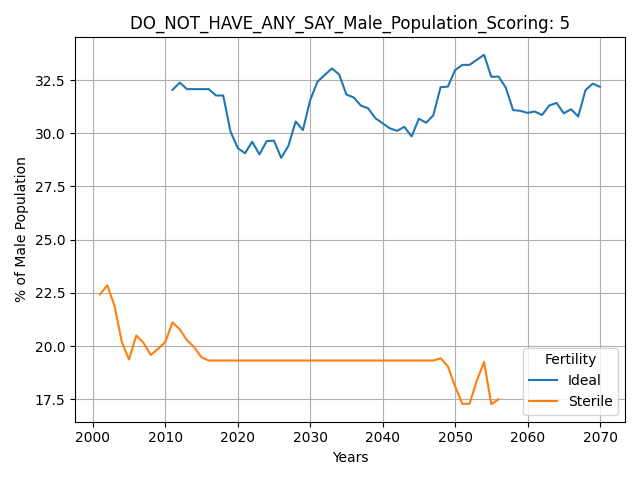 DO_NOT_HAVE_ANY_SAY_Male_Population_Scoring: 5
% of Male Population
32.5
30.0
27.5
25.0
22.5
20.0
17.5
2000 2010 2020 2030 2040 2050 2060 2070
Years
Fertility
Ideal
Sterile